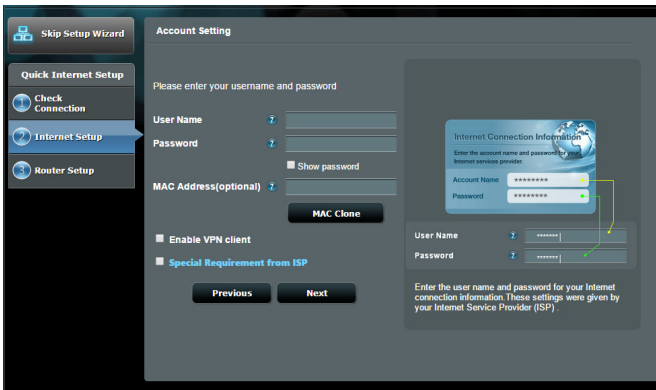 Skip Setup Wizard
Quick Internet Setup
1 Check Connection
2 Internet Setup
3 Router Setup
Account Setting
Please enter your username and password
User Name ?
Password ?
Show password
MAC Address(optional) ?
MAC Clone
Enable VPN client
Special Requirement from ISP
Previous Next
Internet Connection Information
Enter the account name and password for your
Internet services provider.
Account Name ********
Password ********
User Name ? *******|
Password ? *******|
Enter the user name and password for your Internet
connection information.These settings were given by
your Internet Service Provider (ISP) .